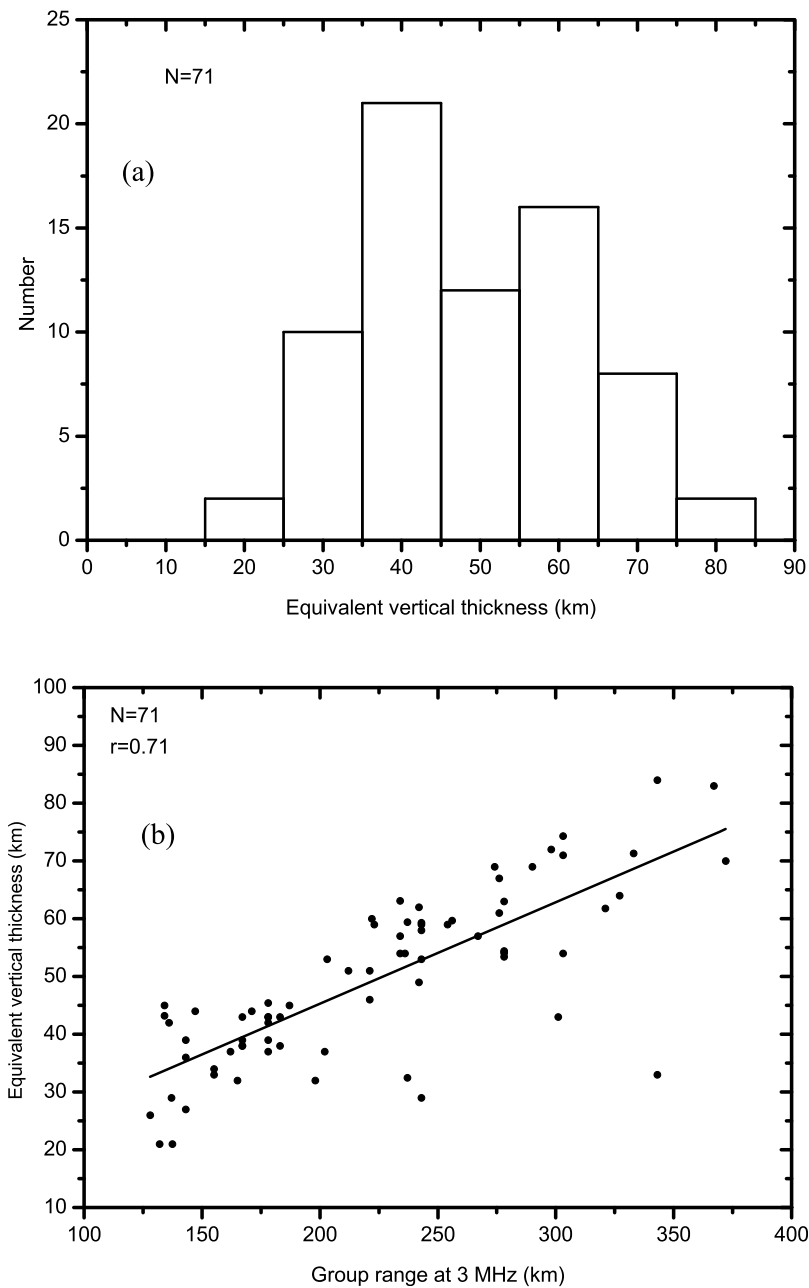 25
N=71
20
(a)
15
Number
10
5
0
0 10 20 30 40 50 60 70 80 90
Equivalent vertical thickness (km)
100
N=71
r=0.71
90
(b)
80
70
Equivalent vertical thickness (km)
60
50
40
30
20
10
100 150 200 250 300 350 400
Group range at 3 MHz (km)